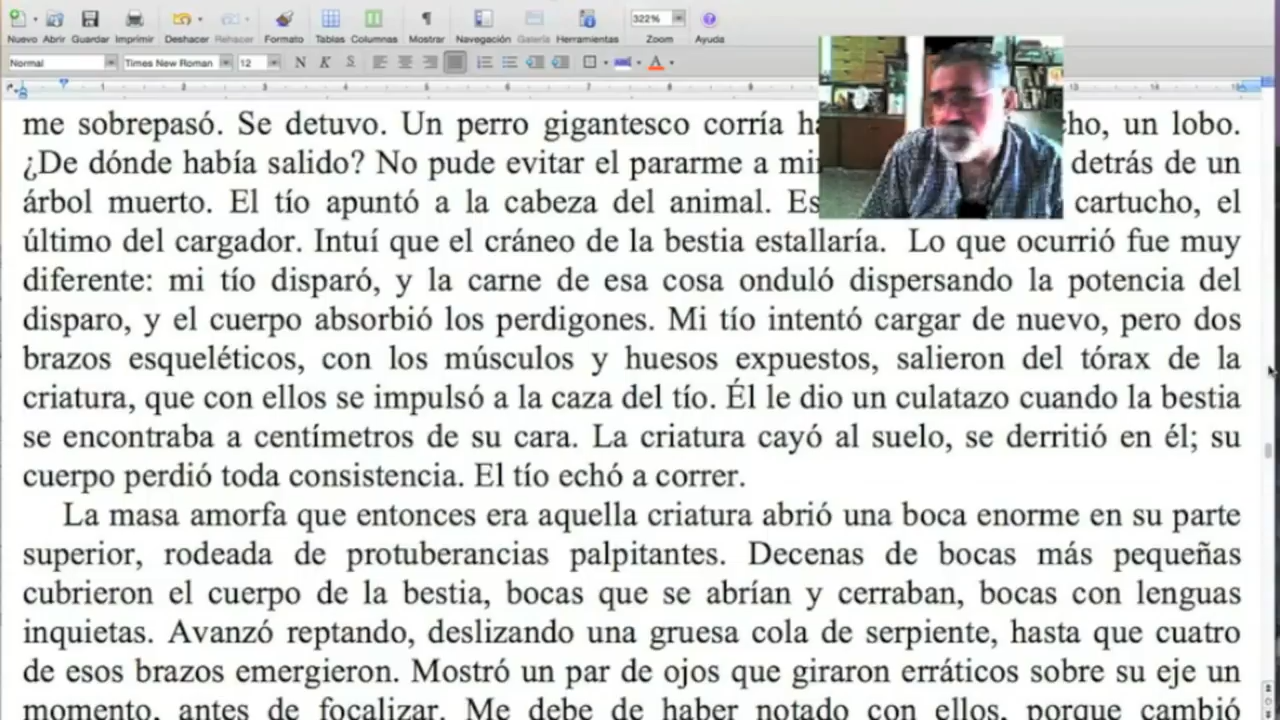 Nuevo Abrir Guardar Imprimir Deshacer Rehacer Formato Tablas Columnas Mostrar Navegación Galería Herramientas Zoom Ayuda
322%
Normal Times New Roman 12 N K S
1 2 3 4 5 6 7 8 9
me sobrepasó. Se detuvo. Un perro gigantesco corría cho, un lobo.
¿De dónde había salido? No pude evitar el pararme a detrás de un
árbol muerto. El tío apuntó a la cabeza del animal. cartucho, el
último del cargador. Intuí que el cráneo de la bestia estallaría. Lo que ocurrió fue muy
diferente: mi tío disparó, y la carne de esa cosa onduló dispersando la potencia del
disparo, y el cuerpo absorbió los perdigones. Mi tío intentó cargar de nuevo, pero dos
brazos esqueléticos, con los músculos y huesos expuestos, salieron del tórax de la
criatura, que con ellos se impulsó a la caza del tío. Él le dio un culatazo cuando la bestia
se encontraba a centímetros de su cara. La criatura cayó al suelo, se derritió en él; su
cuerpo perdió toda consistencia. El tío echó a correr.
La masa amorfa que entonces era aquella criatura abrió una boca enorme en su parte
superior, rodeada de protuberancias palpitantes. Decenas de bocas más pequeñas
cubrieron el cuerpo de la bestia, bocas que se abrían y cerraban, bocas con lenguas
inquietas. Avanzó reptando, deslizando una gruesa cola de serpiente, hasta que cuatro
de esos brazos emergieron. Mostró un par de ojos que giraron erráticos sobre su eje un
momento, antes de focalizar. Me debe de haber notado con ellos, porque cambió